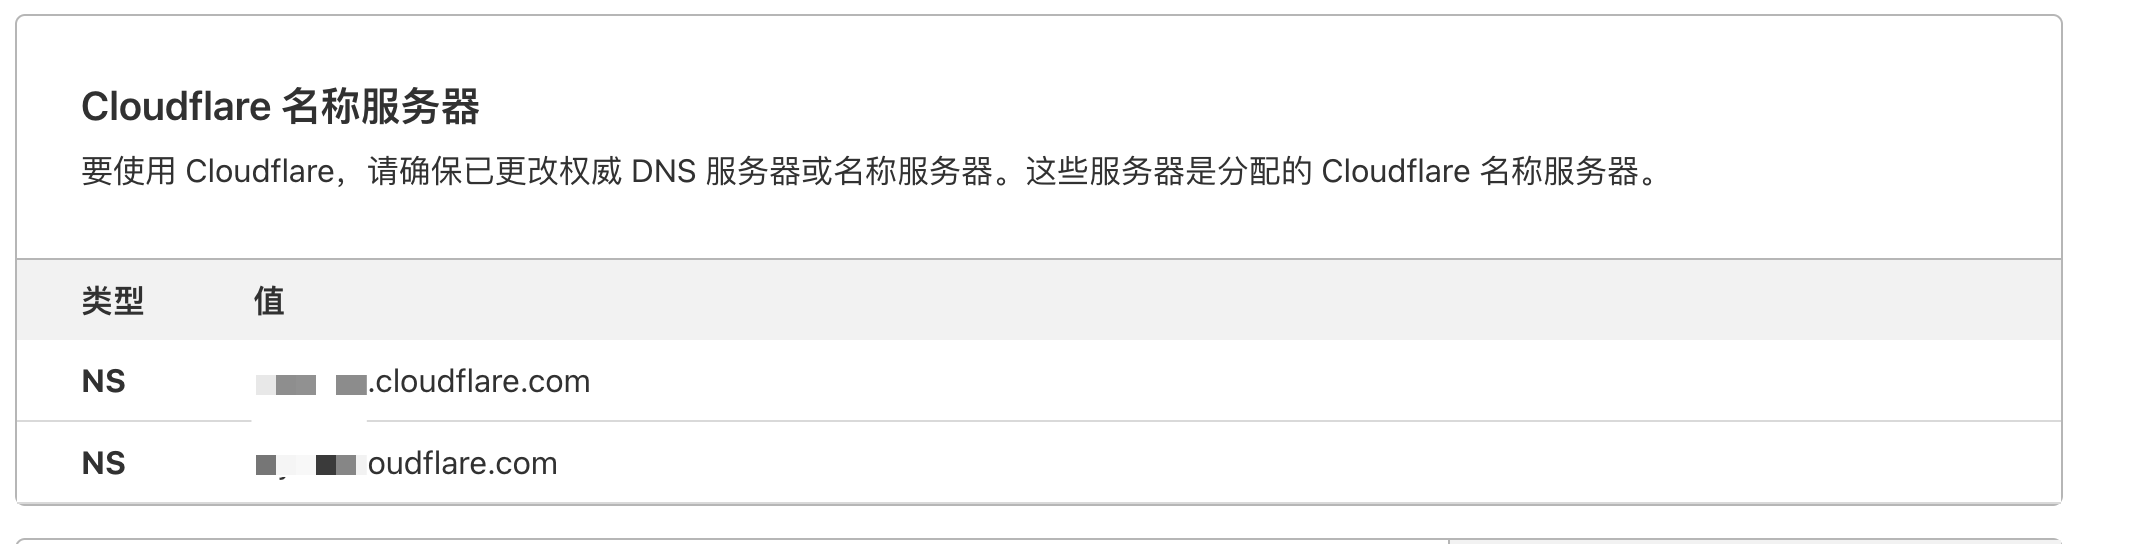 Cloudflare 名称服务器
要使用 Cloudflare，请确保已更改权威 DNS 服务器或名称服务器。这些服务器是分配的 Cloudflare 名称服务器。
类型 值
NS .cloudflare.com
NS oudflare.com